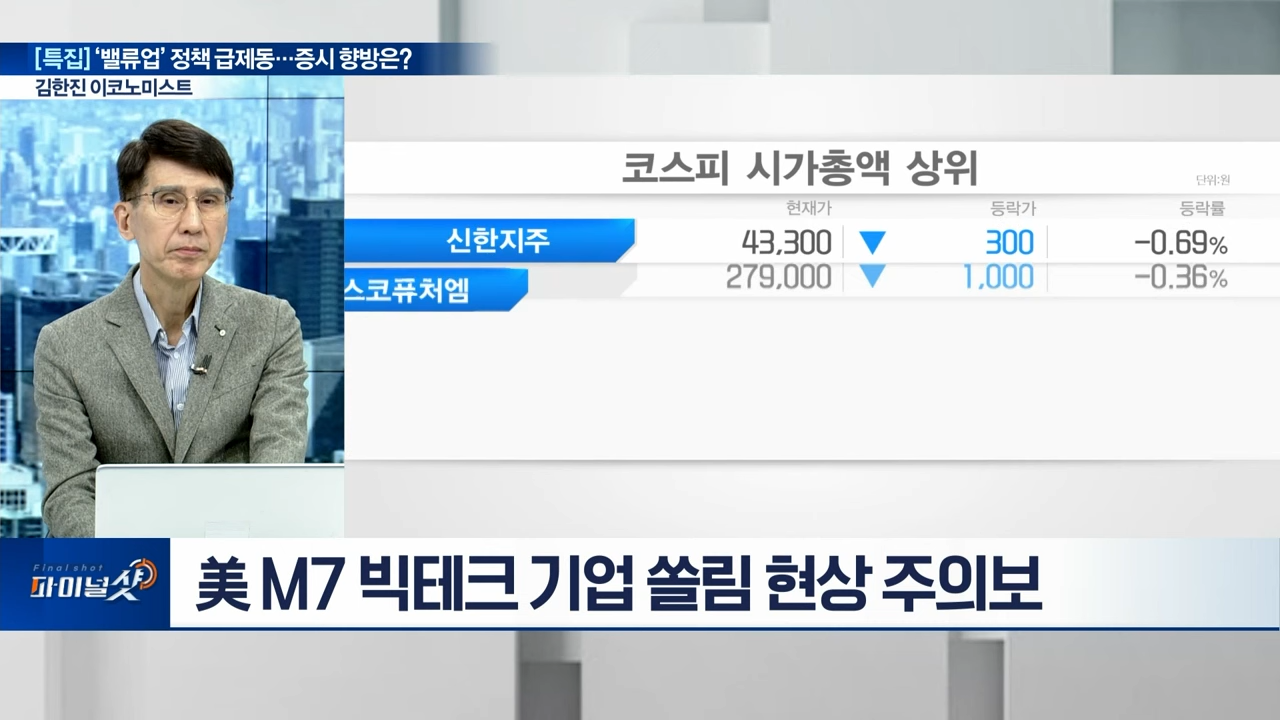 [특집] ‘밸류업’ 정책 급제동…증시 향방은?
김한진 이코노미스트
코스피 시가총액 상위
단위:원
현재가 등락가 등락률
신한지주 43,300 ▼ 300 -0.69%
스코퓨처엠 279,000 ▼ 1,000 -0.36%
Final shot
파이널샷
美 M7 빅테크 기업 쏠림 현상 주의보